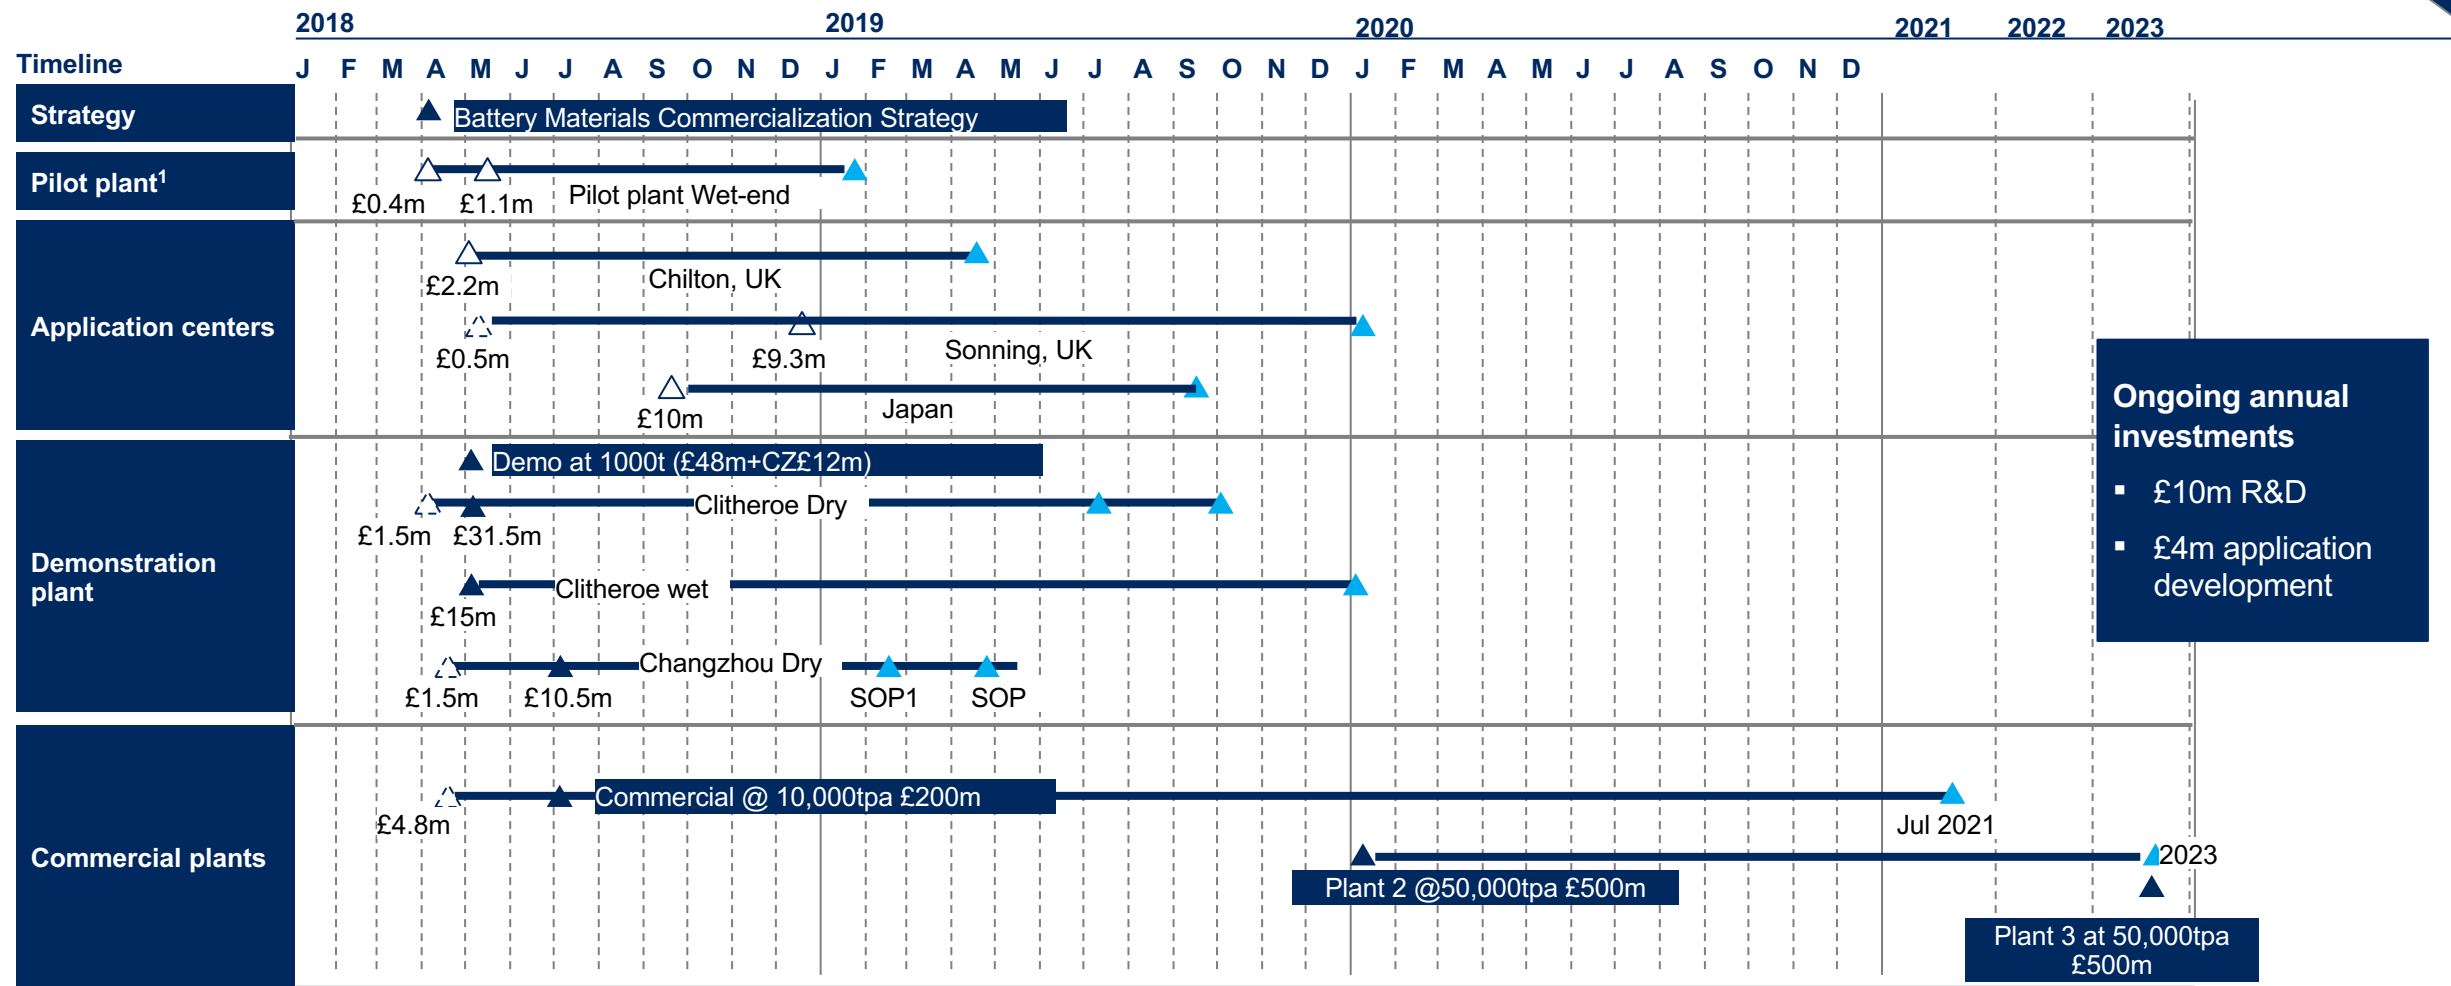 2018 2019 2020 2021 2022 2023
Timeline J F M A M J J A S O N D J F M A M J J A S O N D J F M A M J J A S O N D
Strategy
Battery Materials Commercialization Strategy
Pilot plant¹
£0.4m £1.1m Pilot plant Wet-end
Application centers
£2.2m Chilton, UK
£0.5m £9.3m Sonning, UK
£10m Japan
Demonstration
plant
Demo at 1000t (£48m+CZ£12m)
Clitheroe Dry
£1.5m £31.5m
Clitheroe wet
£15m
Changzhou Dry
£1.5m £10.5m SOP1 SOP
Commercial plants
Commercial @ 10,000tpa £200m
£4.8m Jul 2021
2023
Plant 2 @50,000tpa £500m
Plant 3 at 50,000tpa
£500m
Ongoing annual
investments
▪ £10m R&D
▪ £4m application
development